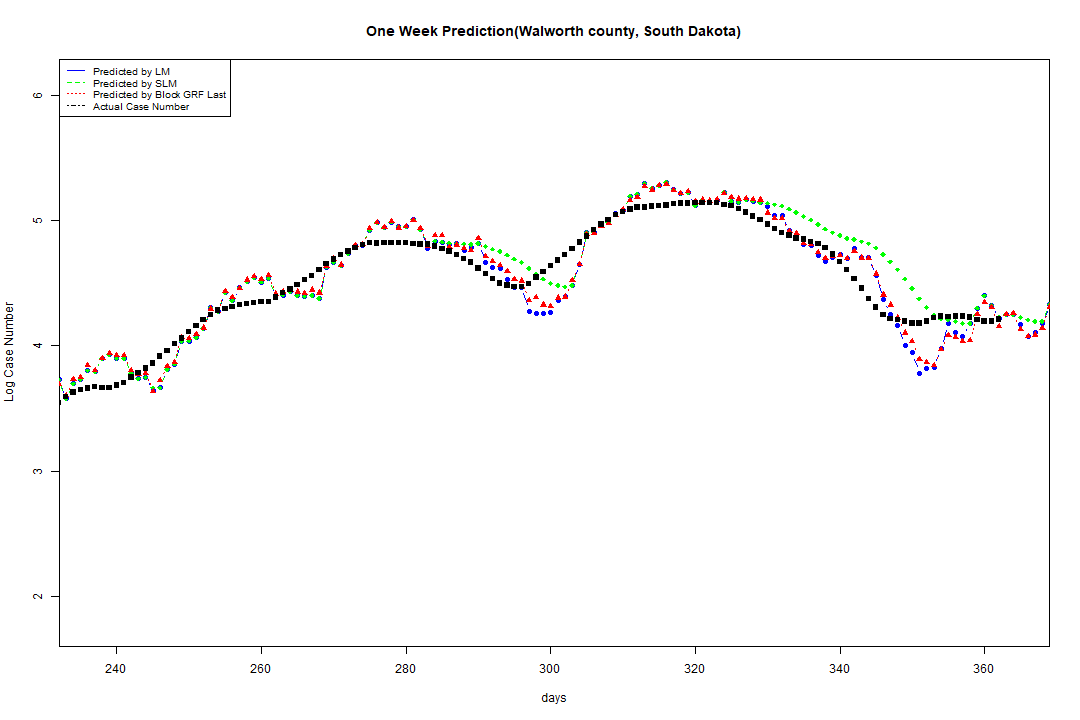 One Week Prediction(Walworth county, South Dakota)
Predicted by LM
Predicted by SLM
Predicted by Block GRF Last
Actual Case Number
6
5
4
3
2
Log Case Number
240 260 280 300 320 340 360
days